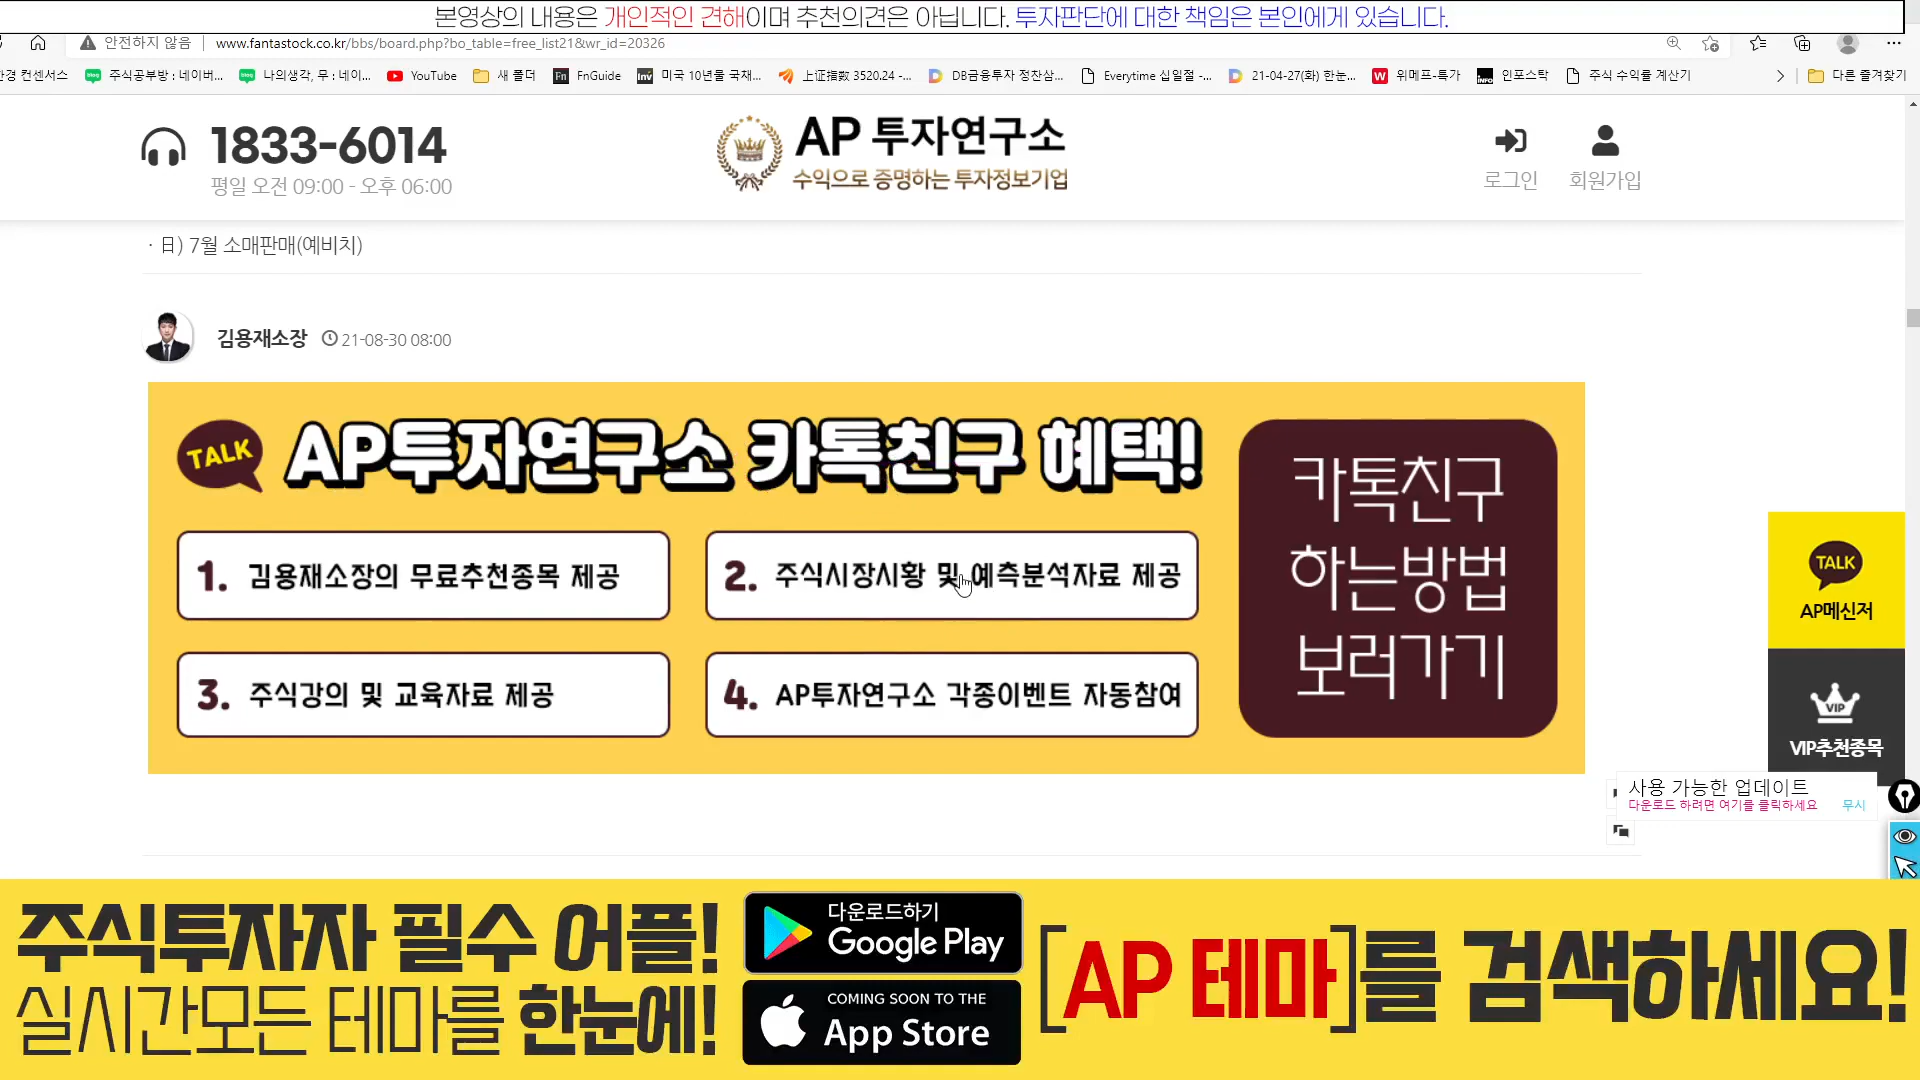 본영상의 내용은 개인적인 견해이며 추천의견은 아닙니다. 투자판단에 대한 책임은 본인에게 있습니다.
안전하지 않음 | www.fantastock.co.kr/bbs/board.php?bo_table=free_list21&wr_id=20326
한경 컨센서스 주식공부방 : 네이버... 나의생각, 무 : 네이... YouTube 새 폴더 FnGuide 미국 10년물 국채... 上证指数 3520.24 -... DB금융투자 정찬삼... Everytime 십일절 -... 21-04-27(화) 한눈... 위메프-특가 인포스탁 주식 수익률 계산기 다른 즐겨찾기
1833-6014
평일 오전 09:00 - 오후 06:00
AP 투자연구소
수익으로 증명하는 투자정보기업
로그인
회원가입
· 日) 7월 소매판매(예비치)
김용재소장 21-08-30 08:00
TALK AP투자연구소 카톡친구 혜택!
1. 김용재소장의 무료추천종목 제공
2. 주식시장시황 및 예측분석자료 제공
3. 주식강의 및 교육자료 제공
4. AP투자연구소 각종이벤트 자동참여
카톡친구
하는방법
보러가기
TALK
AP메신저
VIP
VIP추천종목
사용 가능한 업데이트
다운로드 하려면 여기를 클릭하세요 무시
주식투자자 필수 어플!
실시간모든 테마를 한눈에!
다운로드하기
Google Play
COMING SOON TO THE
App Store
[AP 테마]를 검색하세요!